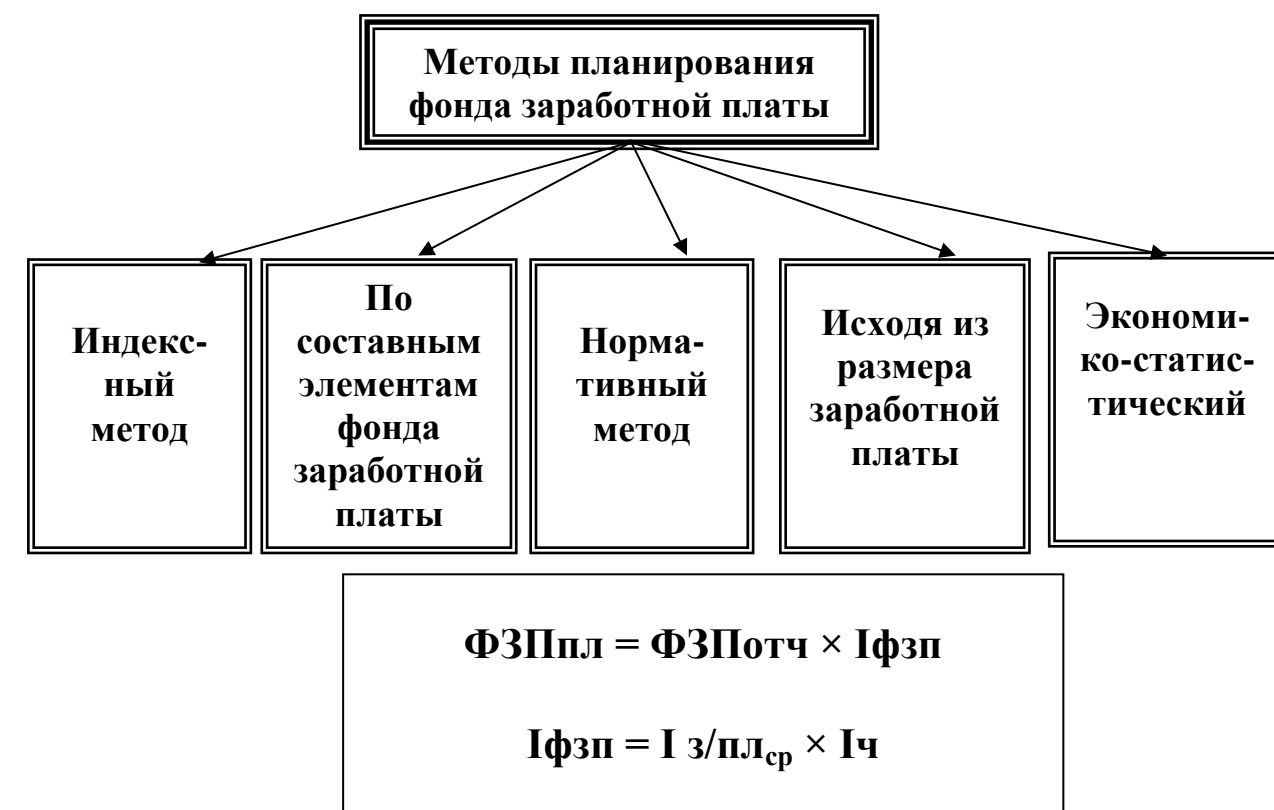 Методы планирования
фонда заработной платы
Индекс-
ный
метод
По
составным
элементам
фонда
заработной
платы
Норма-
тивный
метод
Исходя из
размера
заработной
платы
Экономи-
ко-статис-
тический
ФЗПпл = ФЗПотч × Iфзп
Iфзп = I з/плср × Iч